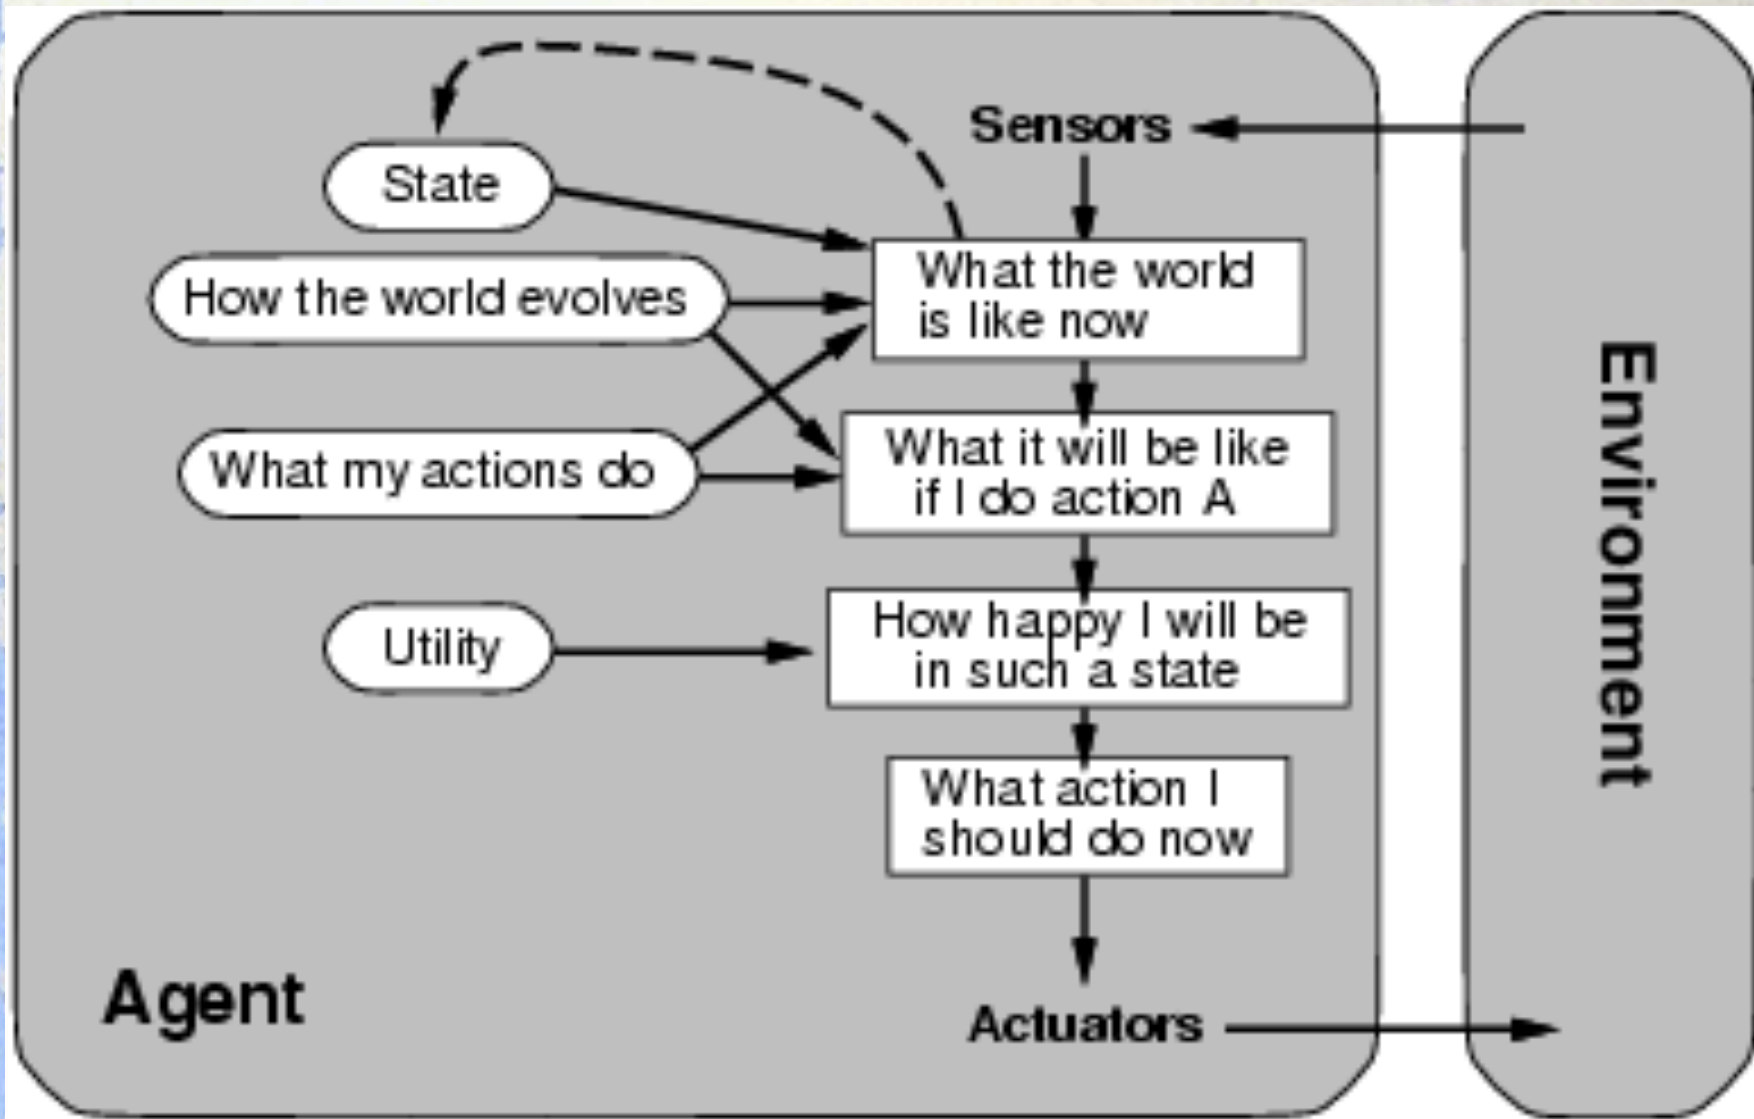 Sensors
State
How the world evolves
What the world
is like now
What my actions do
What it will be like
if I do action A
Utility
How happy I will be
in such a state
What action I
should do now
Agent
Actuators
Environment